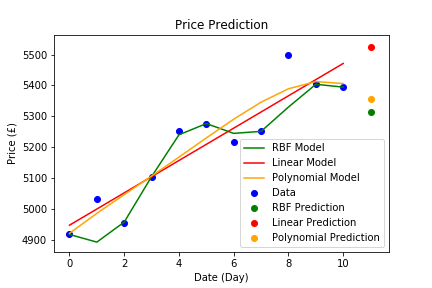 Price Prediction
Price (£)
5500
5400
5300
5200
5100
5000
4900
RBF Model
Linear Model
Polynomial Model
Data
RBF Prediction
Linear Prediction
Polynomial Prediction
0 2 4 6 8 10
Date (Day)